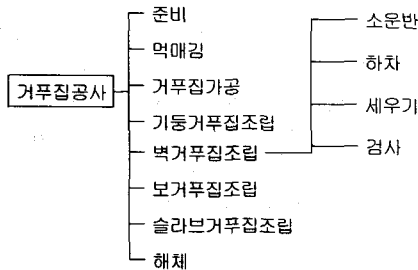 거푸집공사
준비
먹매김
거푸집가공
기둥거푸집조립
벽거푸집조립
보거푸집조립
슬라브거푸집조립
해체
소운반
하차
세우기
검사